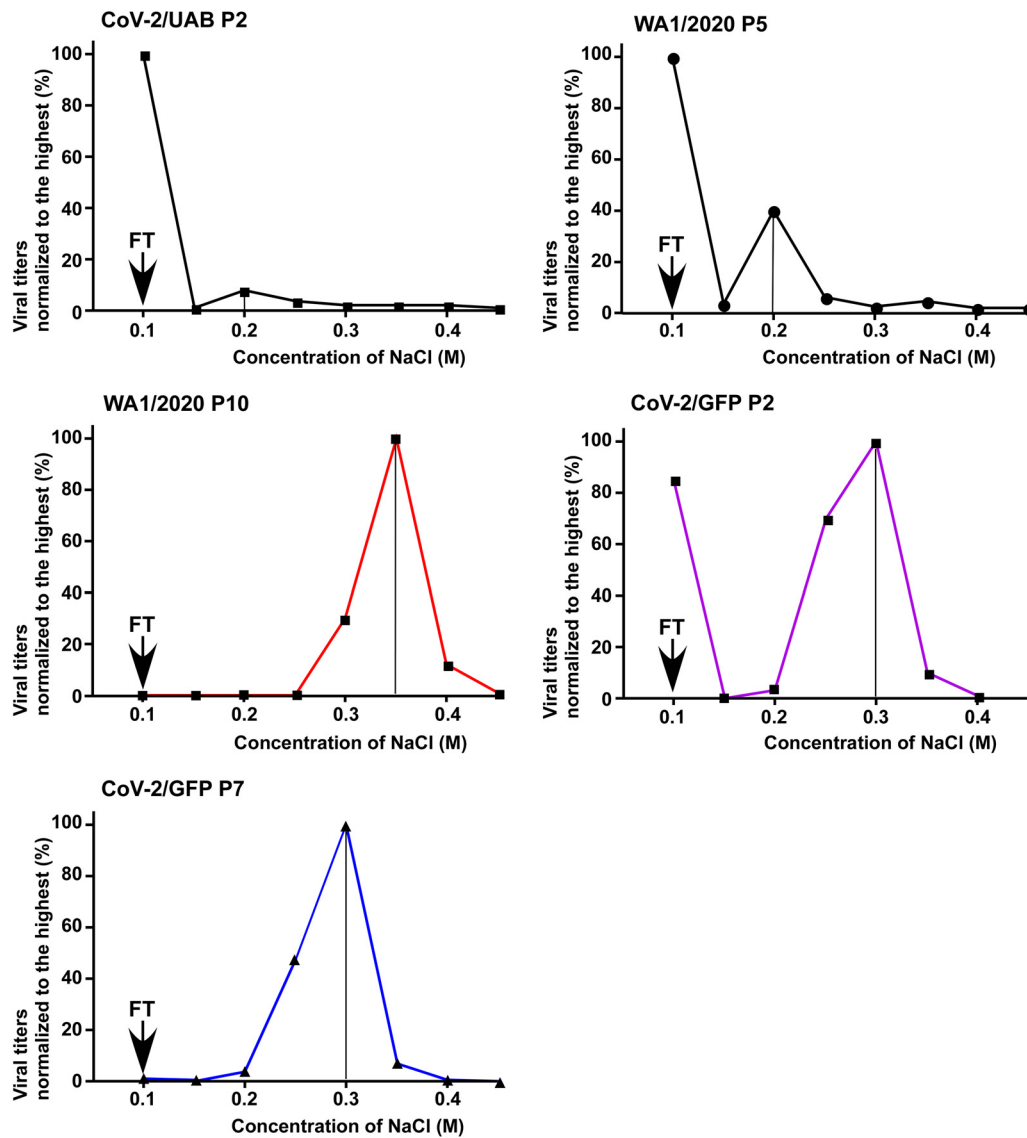 CoV-2/UAB P2
Viral titers
normalized to the highest (%)
100
80
60
40
20
0
FT
0.1
0.2
0.3
0.4
Concentration of NaCl (M)
WA1/2020 P5
Viral titers
normalized to the highest (%)
100
80
60
40
20
0
FT
0.1
0.2
0.3
0.4
Concentration of NaCl (M)
WA1/2020 P10
Viral titers
normalized to the highest (%)
100
80
60
40
20
0
FT
0.1
0.2
0.3
0.4
Concentration of NaCl (M)
CoV-2/GFP P2
Viral titers
normalized to the highest (%)
100
80
60
40
20
0
FT
0.1
0.2
0.3
0.4
Concentration of NaCl (M)
CoV-2/GFP P7
Viral titers
normalized to the highest (%)
100
80
60
40
20
0
FT
0.1
0.2
0.3
0.4
Concentration of NaCl (M)